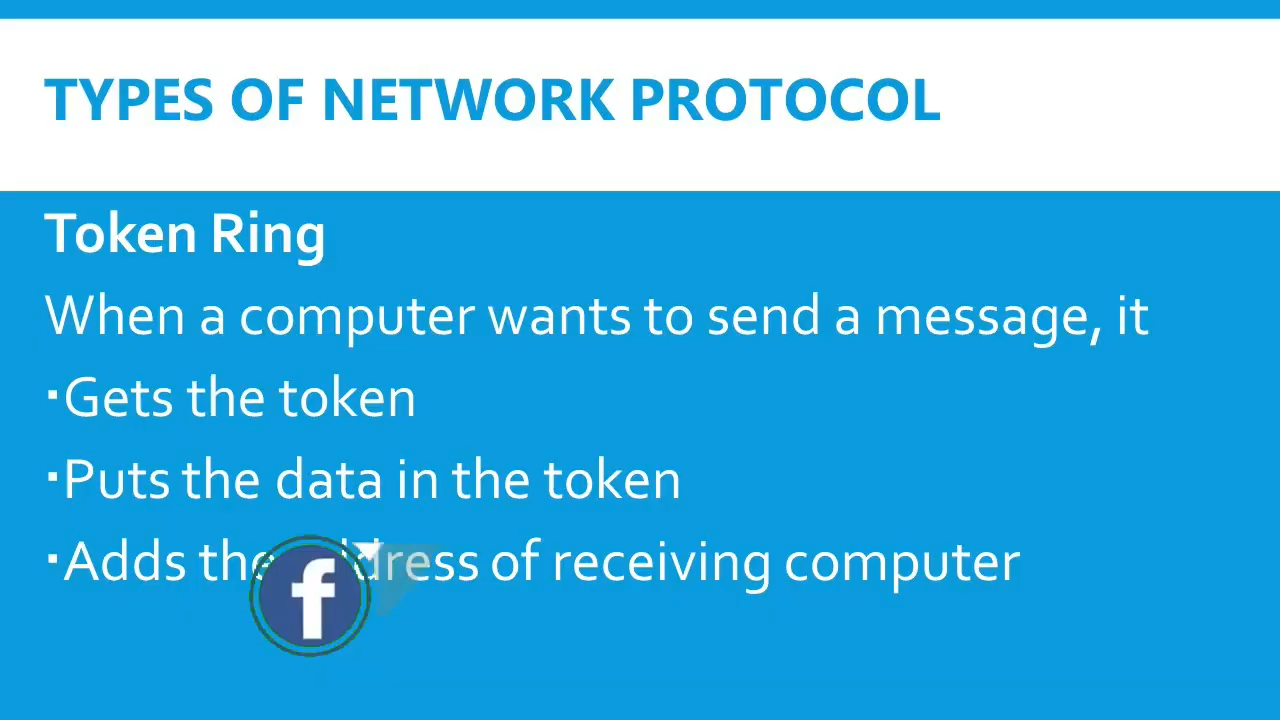 TYPES OF NETWORK PROTOCOL
Token Ring
When a computer wants to send a message, it
▪Gets the token
▪Puts the data in the token
▪Adds the address of receiving computer
f